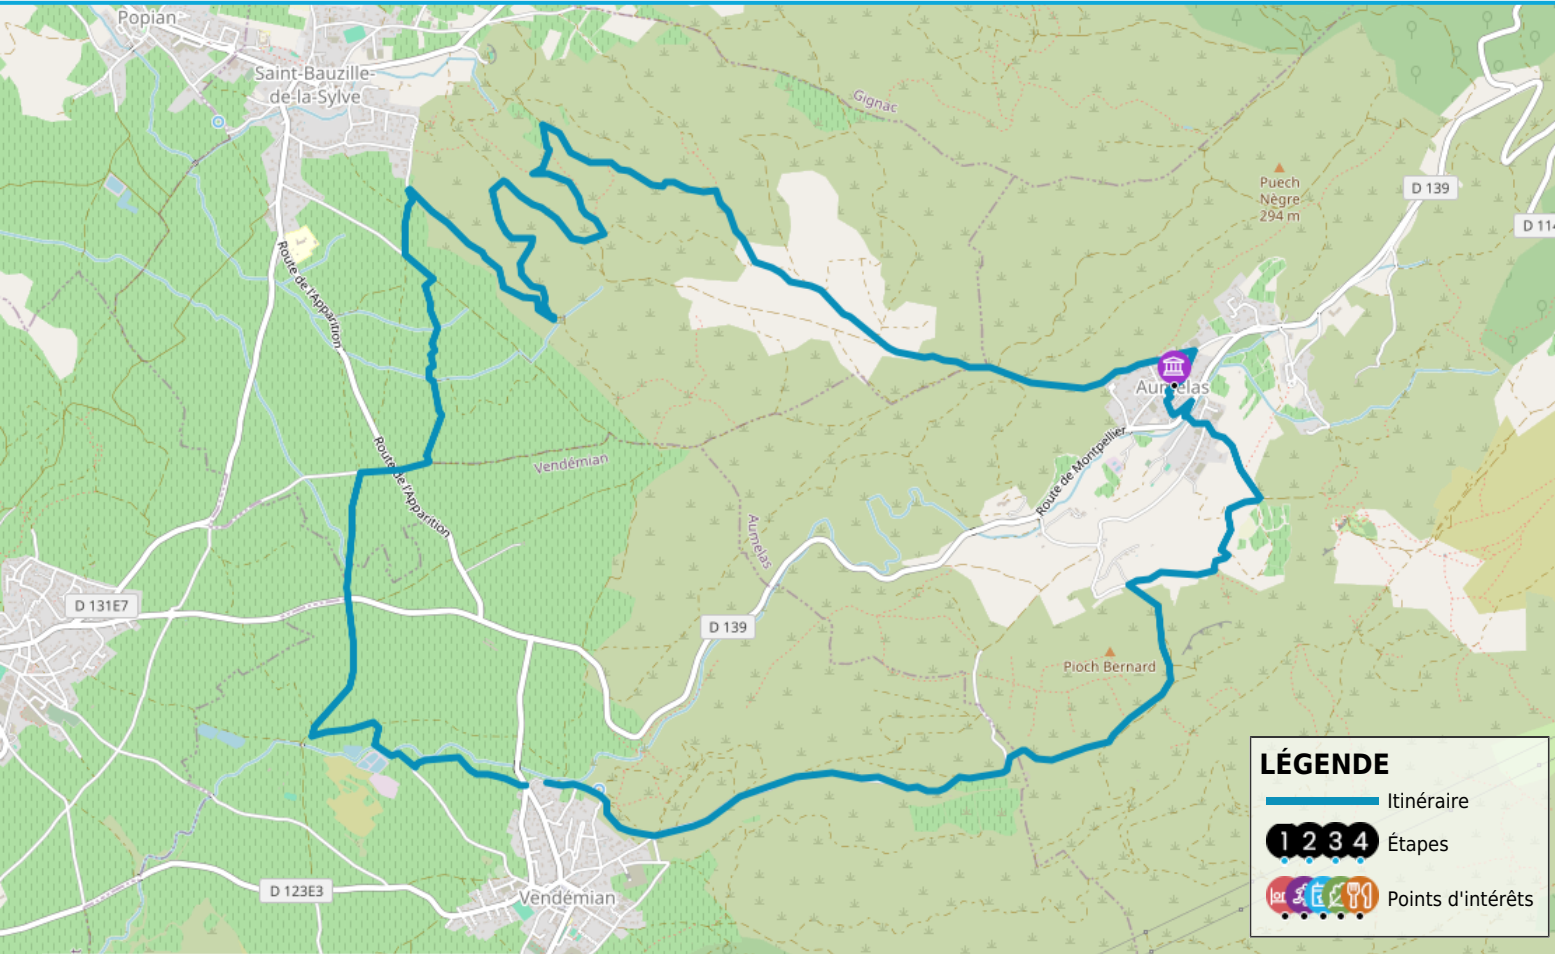 Popian
Saint-Bauzille-
de-la-Sylve
Gignac
Puech
Nègre
294 m
D 139
D 114
Route de l'Apparition
Aumelas
Route de Montpellier
Route de l'Apparition
Vendémian
Aumelas
D 131E7
D 139
Pioch Bernard
D 123E3
Vendémian
LÉGENDE
Itinéraire
1 2 3 4 Étapes
Points d'intérêts